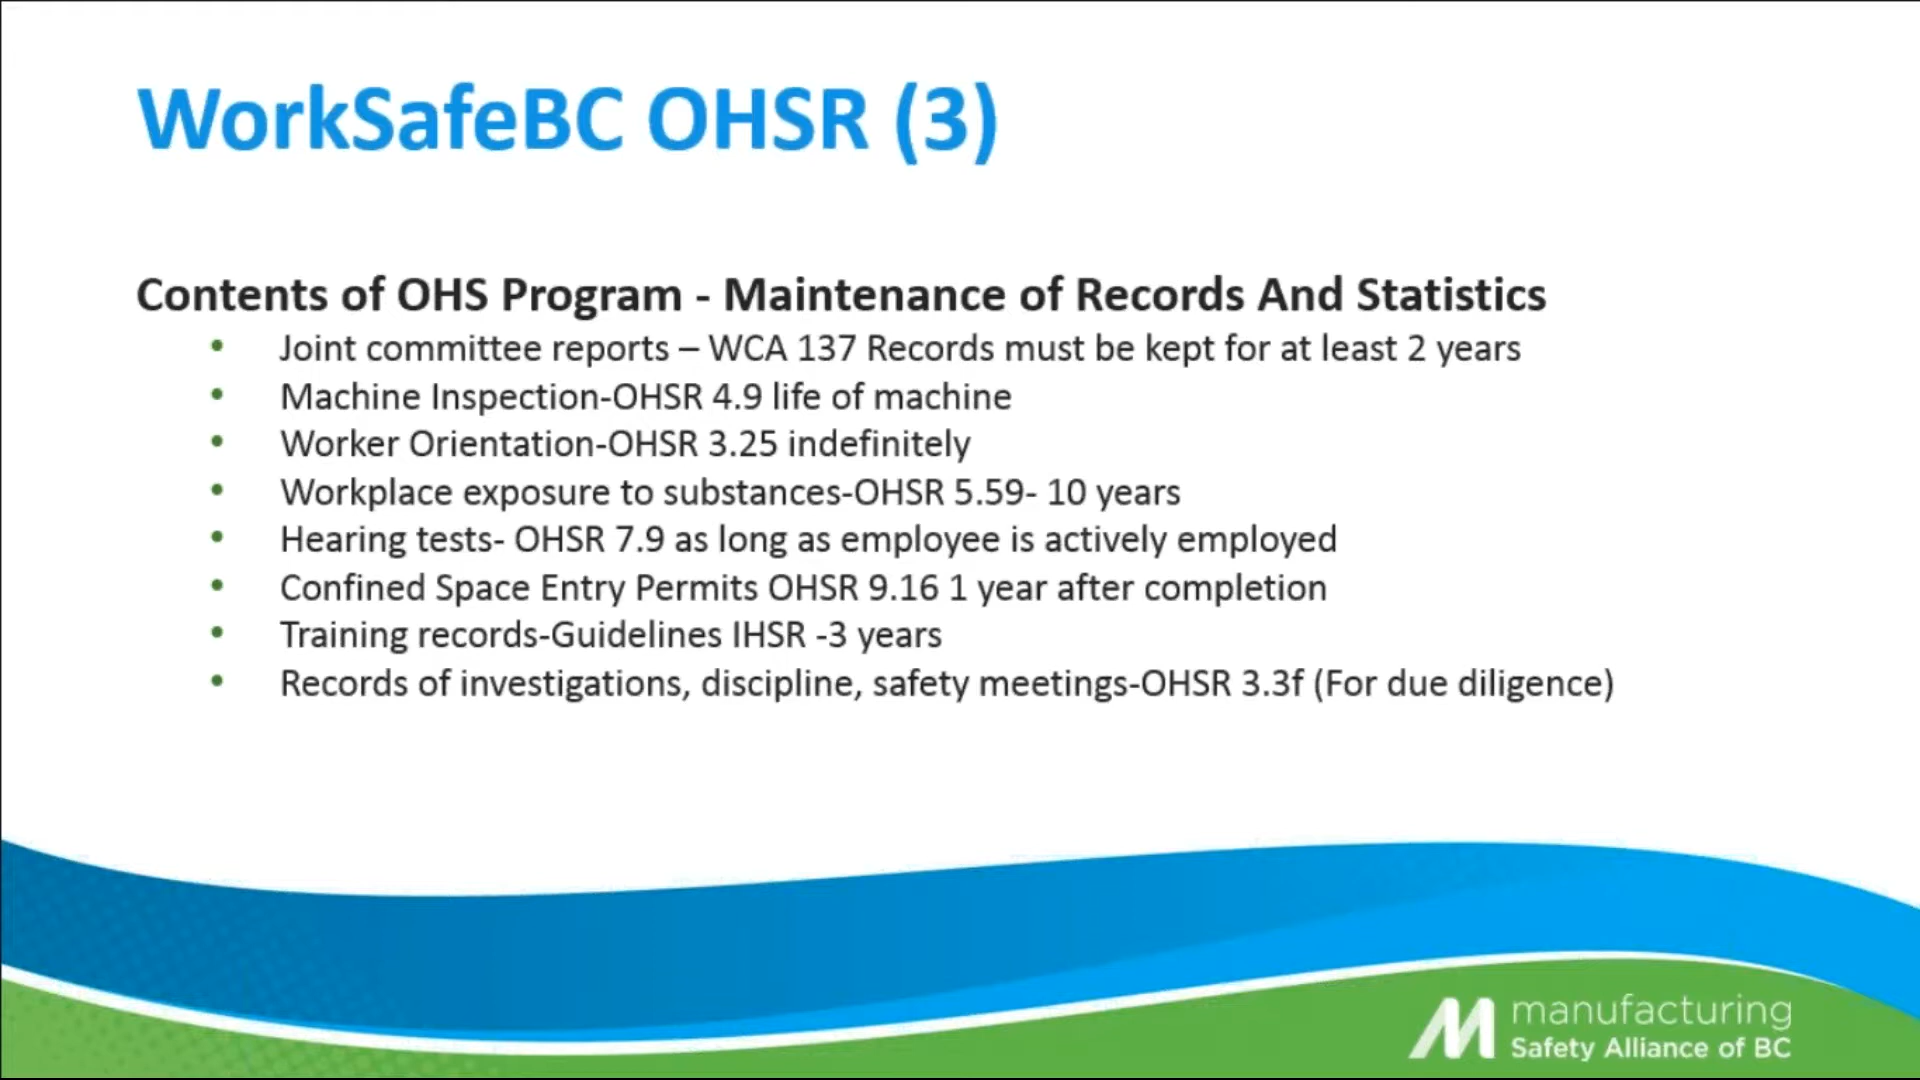 WorkSafeBC OHSR (3)
Contents of OHS Program - Maintenance of Records And Statistics
• Joint committee reports – WCA 137 Records must be kept for at least 2 years
• Machine Inspection-OHSR 4.9 life of machine
• Worker Orientation-OHSR 3.25 indefinitely
• Workplace exposure to substances-OHSR 5.59- 10 years
• Hearing tests- OHSR 7.9 as long as employee is actively employed
• Confined Space Entry Permits OHSR 9.16 1 year after completion
• Training records-Guidelines IHSR -3 years
• Records of investigations, discipline, safety meetings-OHSR 3.3f (For due diligence)
manufacturing
Safety Alliance of BC